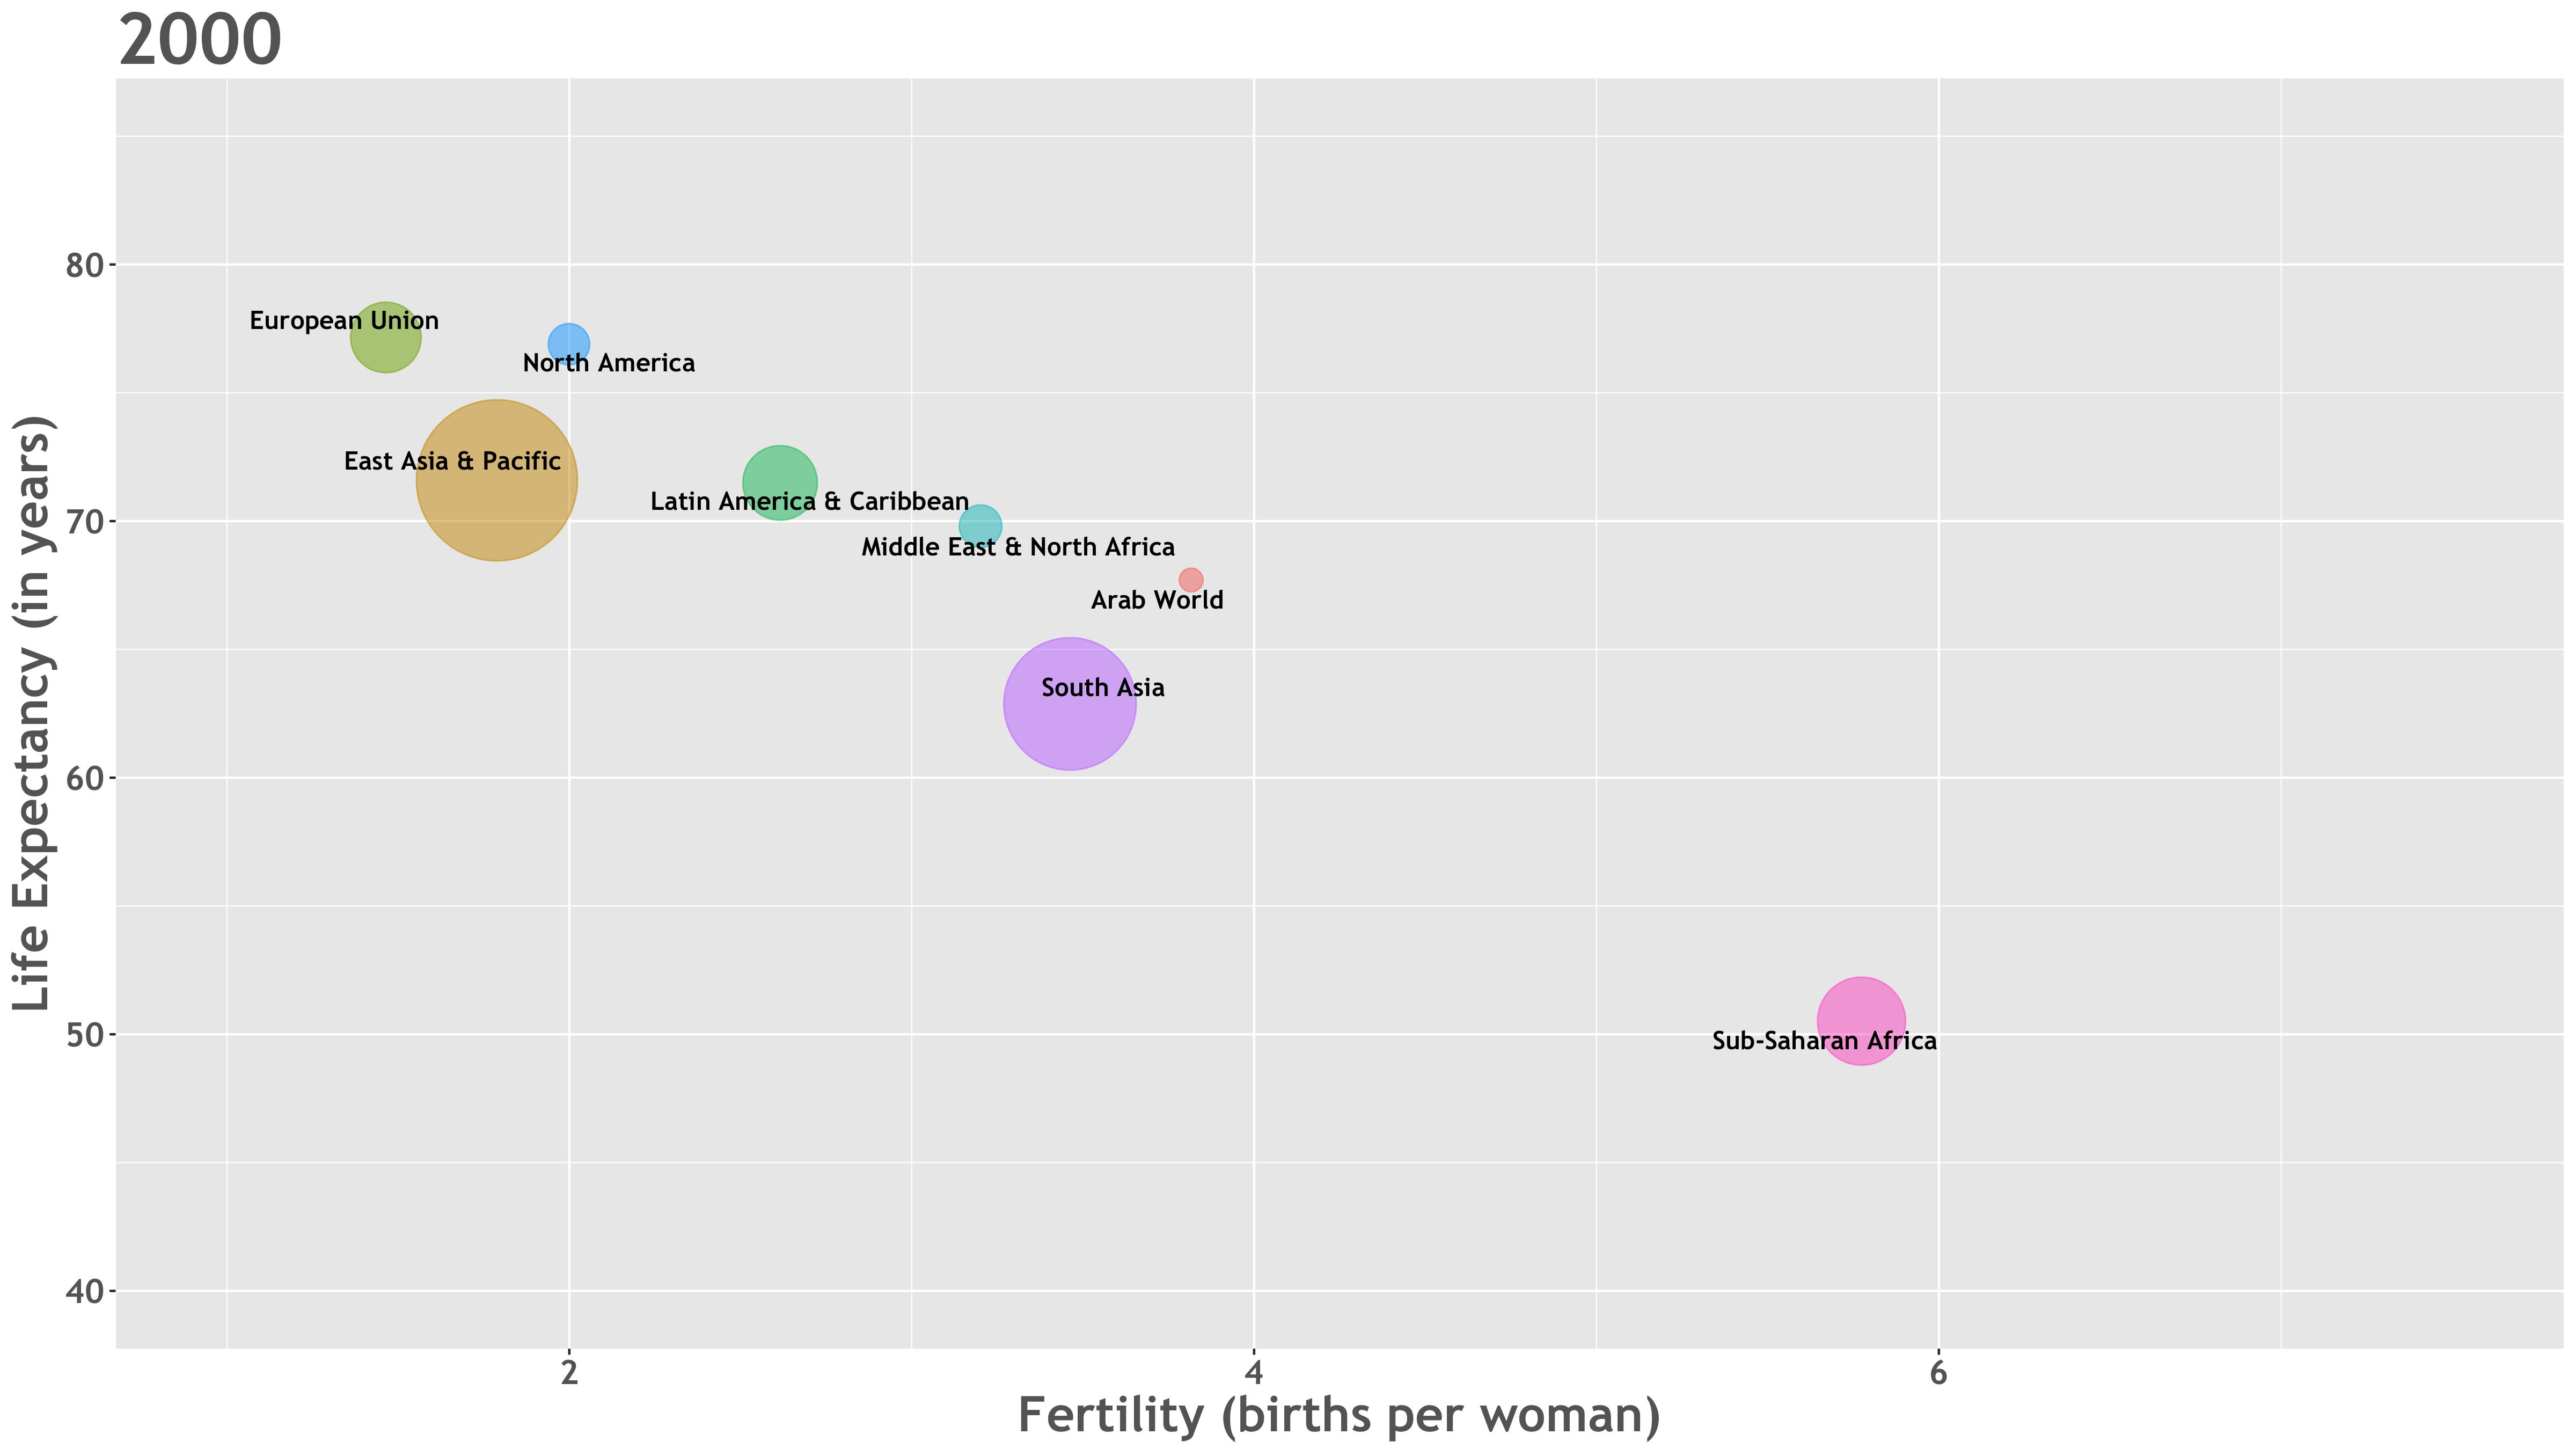 2000
Life Expectancy (in years)
80
70
60
50
40
European Union
North America
East Asia & Pacific
Latin America & Caribbean
Middle East & North Africa
Arab World
South Asia
Sub-Saharan Africa
2
4
6
Fertility (births per woman)